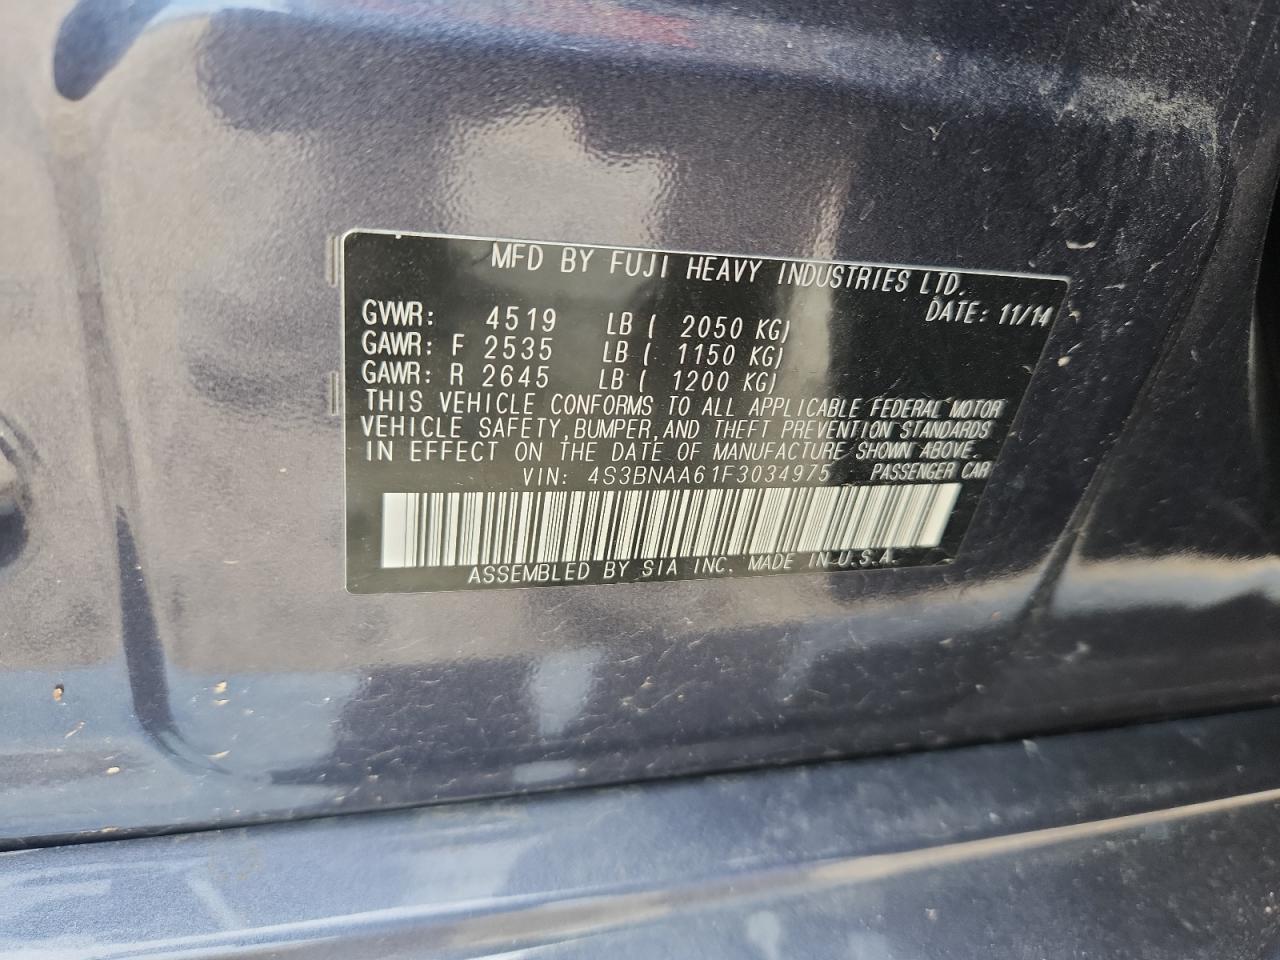 MFD BY FUJI HEAVY INDUSTRIES LTD.
DATE: 11/14
GVWR: 4519 LB ( 2050 KG)
GAWR: F 2535 LB ( 1150 KG)
GAWR: R 2645 LB ( 1200 KG)
THIS VEHICLE CONFORMS TO ALL APPLICABLE FEDERAL MOTOR
VEHICLE SAFETY, BUMPER, AND THEFT PREVENTION STANDARDS
IN EFFECT ON THE DATE OF MANUFACTURE SHOWN ABOVE.
VIN: 4S3BNAA61F3034975 PASSENGER CAR
ASSEMBLED BY SIA INC. MADE IN U.S.A.